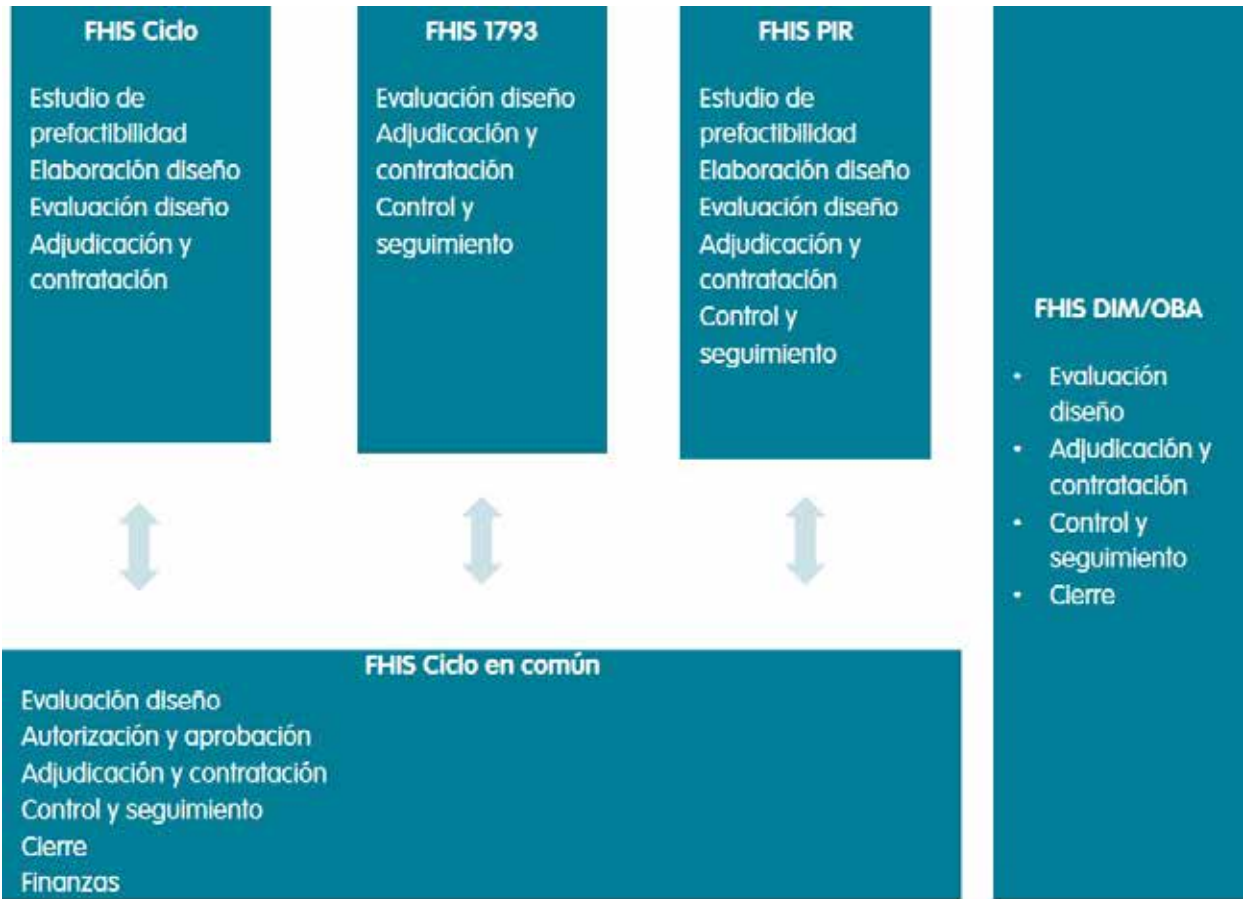 FHIS Ciclo
Estudio de
prefactibilidad
Elaboración diseño
Evaluación diseño
Adjudicación y
contratación
FHIS 1793
Evaluación diseño
Adjudicación y
contratación
Control y
seguimiento
FHIS PIR
Estudio de
prefactibilidad
Elaboración diseño
Evaluación diseño
Adjudicación y
contratación
Control y
seguimiento
FHIS DIM/OBA
• Evaluación
diseño
• Adjudicación y
contratación
• Control y
seguimiento
• Cierre
FHIS Ciclo en común
Evaluación diseño
Autorización y aprobación
Adjudicación y contratación
Control y seguimiento
Cierre
Finanzas